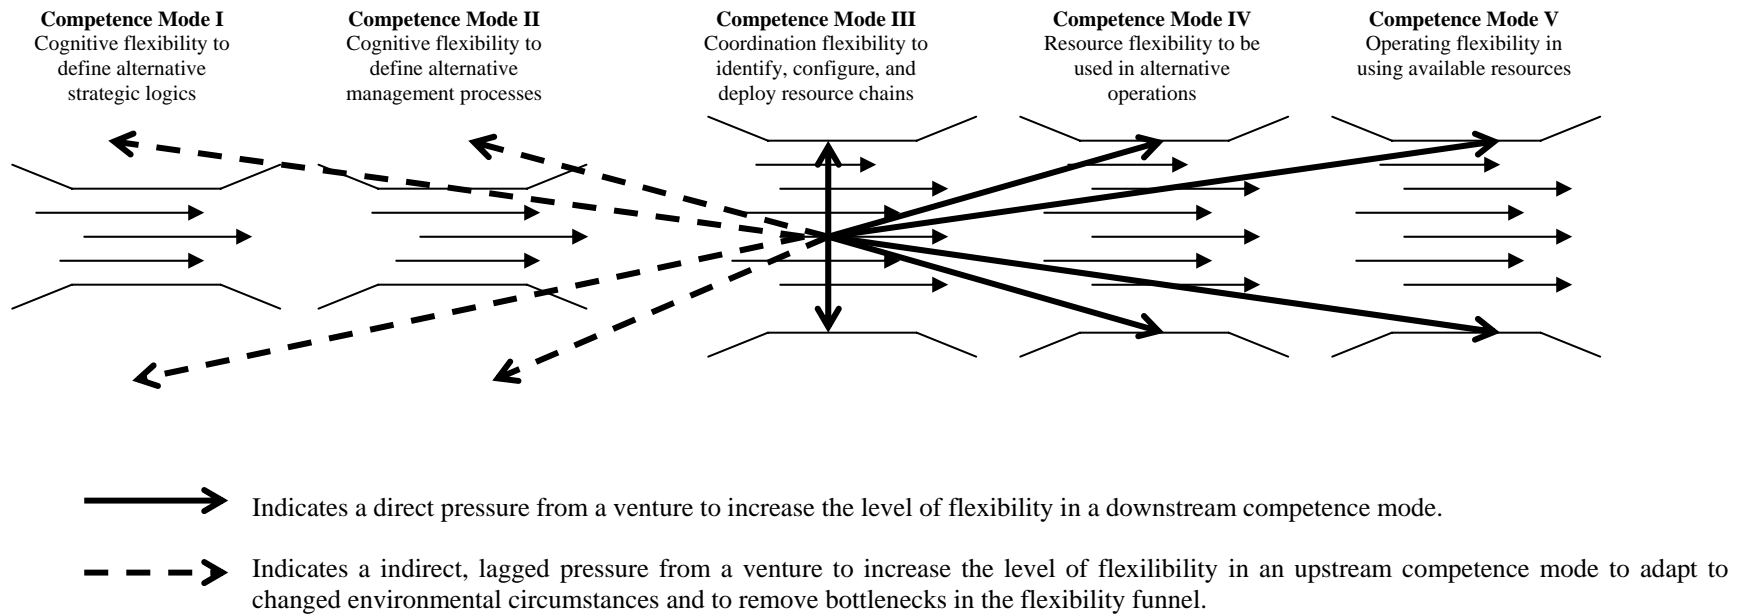 Competence Mode I
Cognitive flexibility to
define alternative
strategic logics
Competence Mode II
Cognitive flexibility to
define alternative
management processes
Competence Mode III
Coordination flexibility to
identify, configure, and
deploy resource chains
Competence Mode IV
Resource flexibility to be
used in alternative
operations
Competence Mode V
Operating flexibility in
using available resources
Indicates a direct pressure from a venture to increase the level of flexibility in a downstream competence mode.
Indicates a indirect, lagged pressure from a venture to increase the level of flexilibility in an upstream competence mode to adapt to
changed environmental circumstances and to remove bottlenecks in the flexibility funnel.